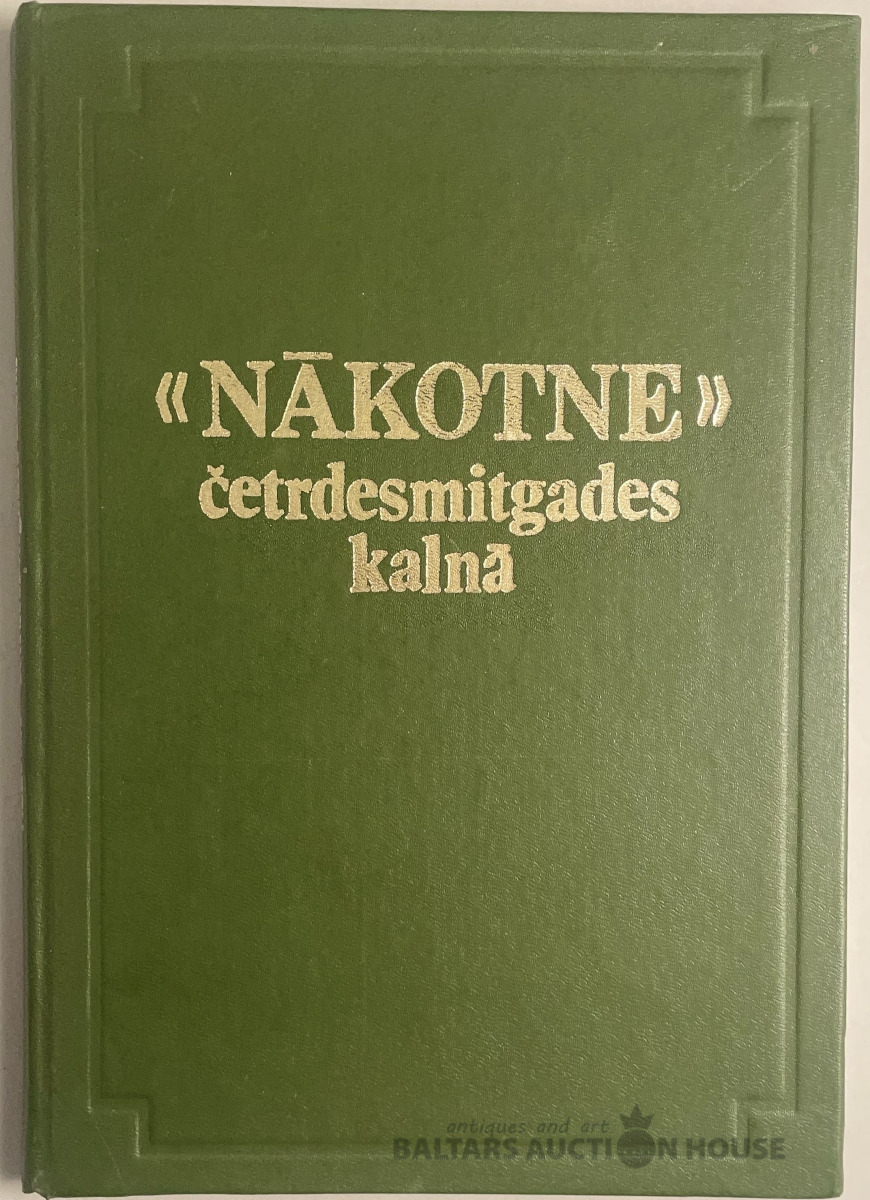 «NĀKOTNE»
četrdesmitgades
kalnā
antiques and art
BALTARS AUCTION HOUSE